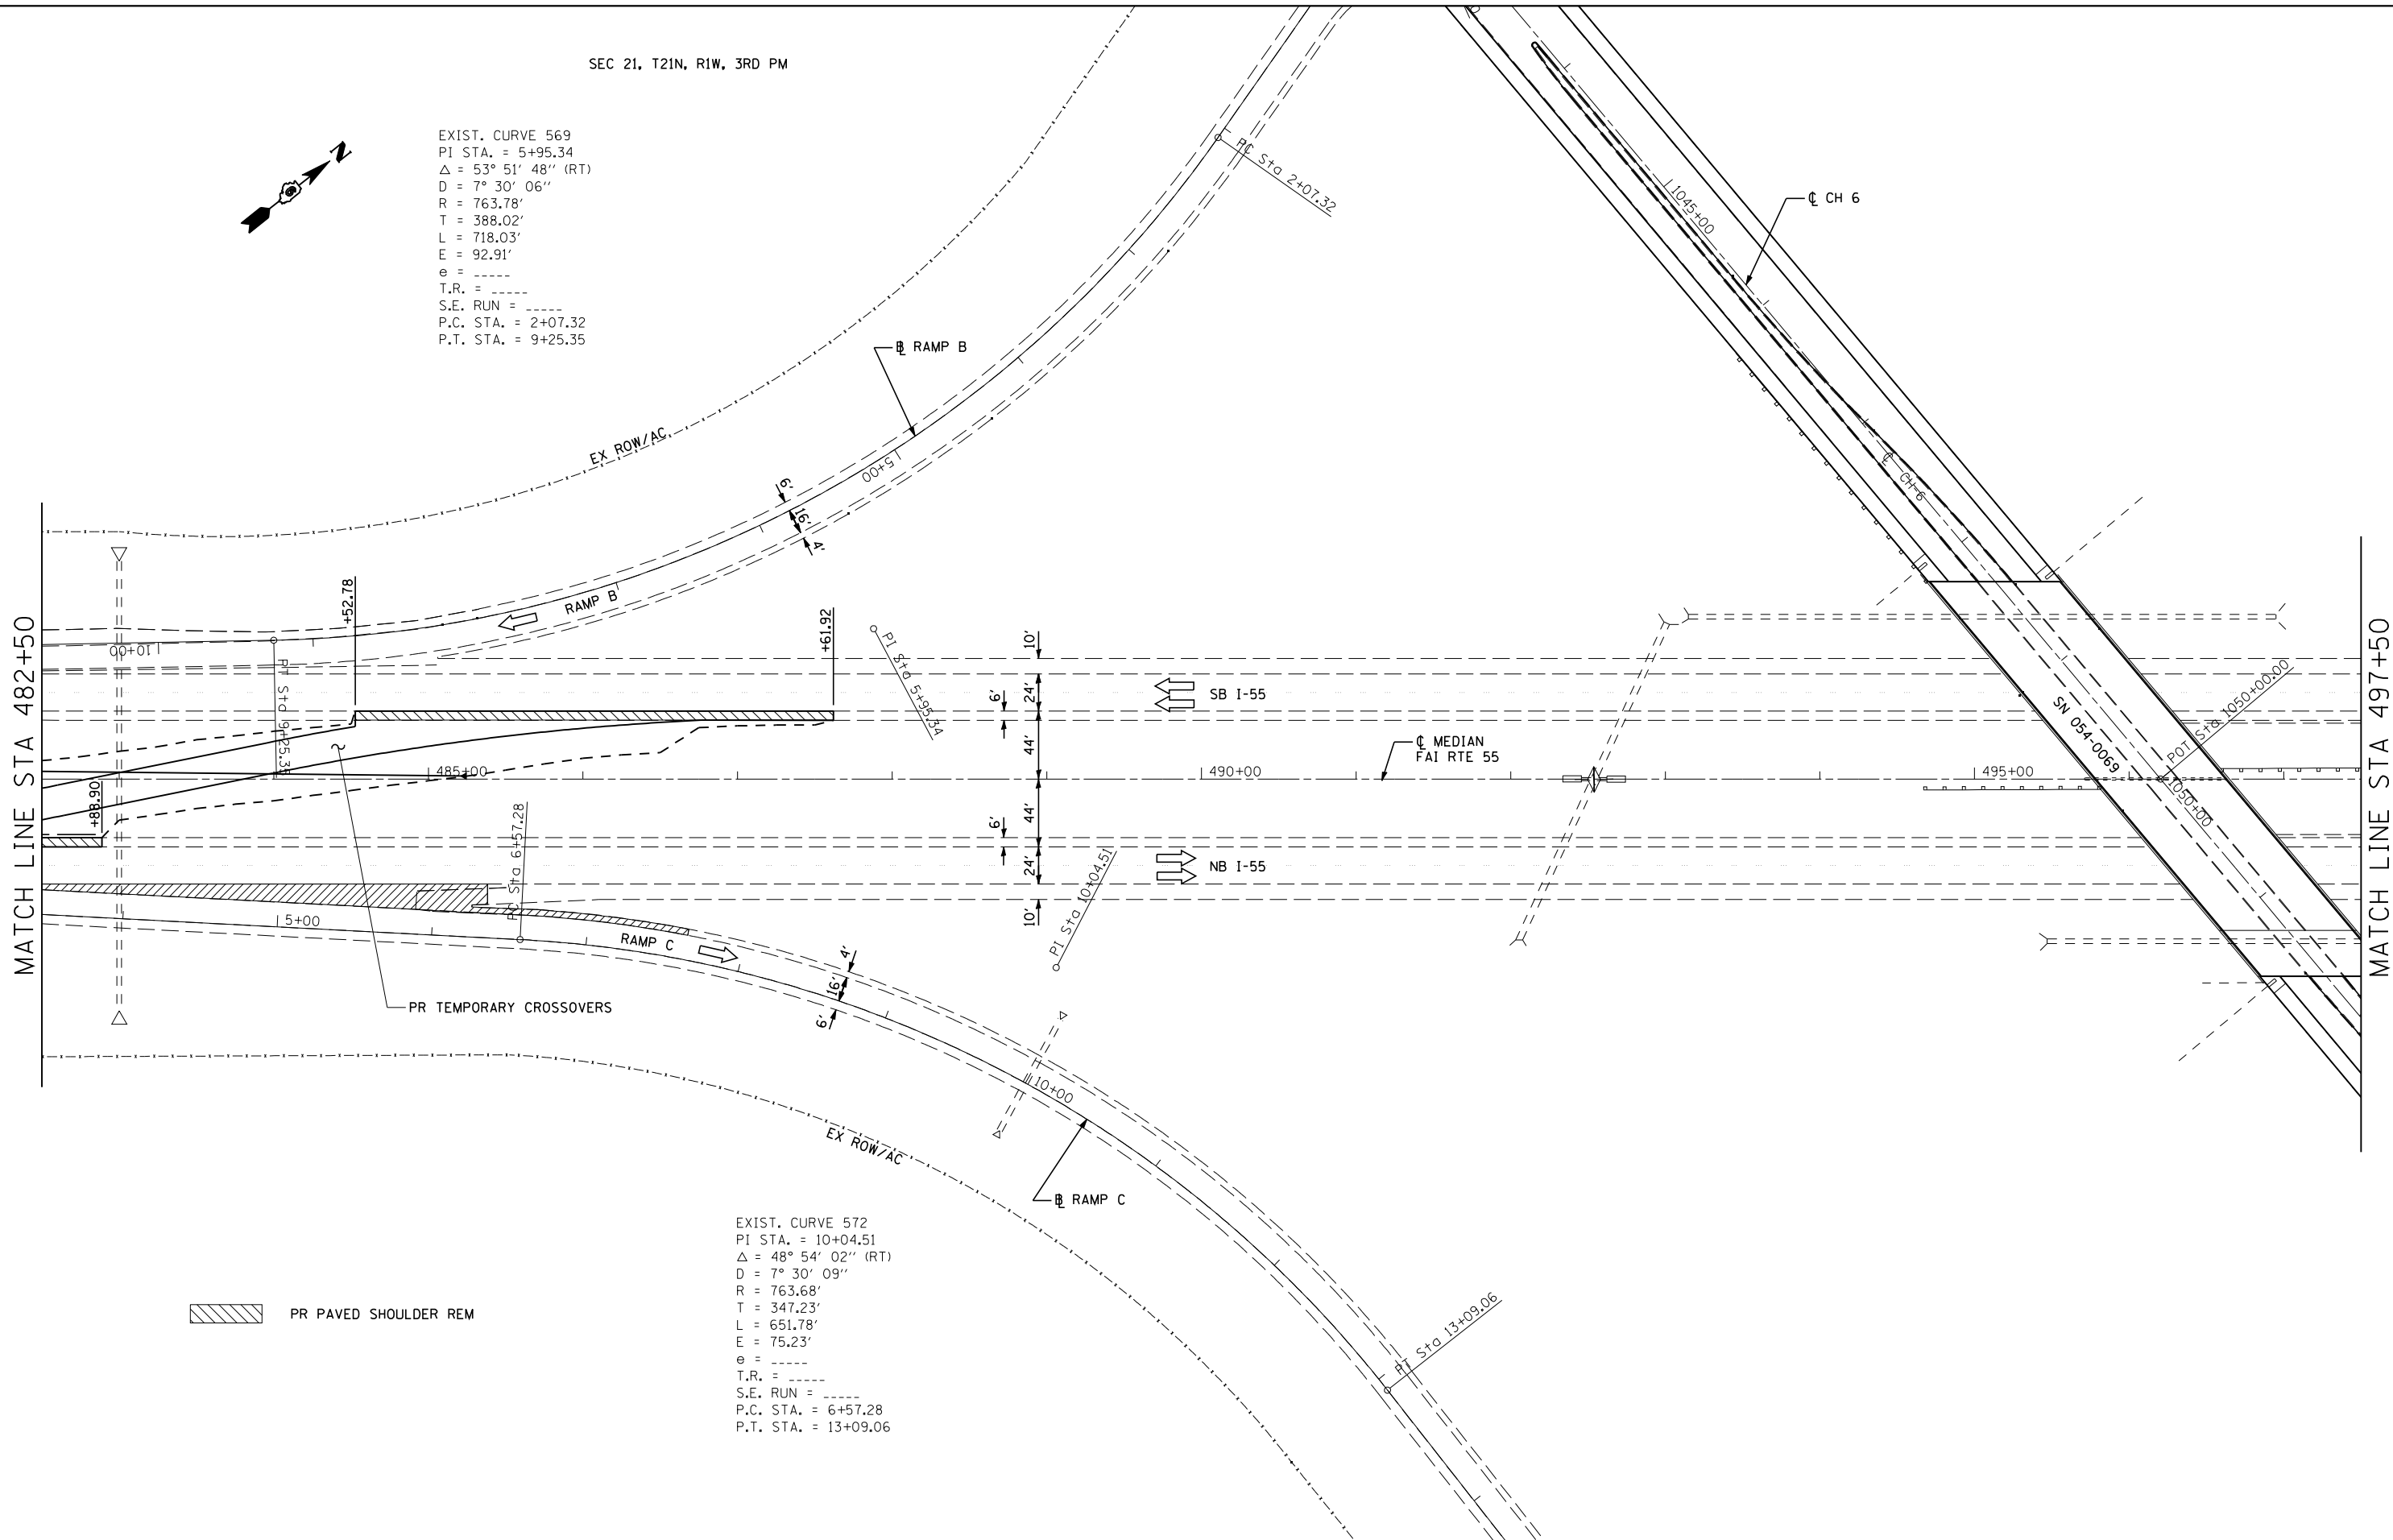 SEC 21, T21N, R1W, 3RD PM
N
EXIST. CURVE 569
PI STA. = 5+95.34
△ = 53° 51' 48'' (RT)
D = 7° 30' 06''
R = 763.78'
T = 388.02'
L = 718.03'
E = 92.91'
e = _____
T.R. = _____
S.E. RUN = _____
P.C. STA. = 2+07.32
P.T. STA. = 9+25.35
PC Sta 2+07.32
1045+00
℄ CH 6
BL RAMP B
EX ROW/AC
5+00
6'
16'
4'
℄ CH-6
RAMP B
+52.78
+61.92
PI Sta 5+95.34
10+00
PT Sta 9+25.35
10'
24'
6'
44'
SB I-55
℄ MEDIAN
FAI RTE 55
SN 054-0069
POT Sta 1050+00.00
1050+00
MATCH LINE STA 482+50
MATCH LINE STA 497+50
485+00
490+00
495+00
+88.90
44'
6'
24'
10'
NB I-55
PC Sta 6+57.28
PI Sta 10+04.51
5+00
RAMP C
4'
16'
6'
PR TEMPORARY CROSSOVERS
10+00
EX ROW/AC
BL RAMP C
EXIST. CURVE 572
PI STA. = 10+04.51
△ = 48° 54' 02'' (RT)
D = 7° 30' 09''
R = 763.68'
T = 347.23'
L = 651.78'
E = 75.23'
e = _____
T.R. = _____
S.E. RUN = _____
P.C. STA. = 6+57.28
P.T. STA. = 13+09.06
PT Sta 13+09.06
PR PAVED SHOULDER REM